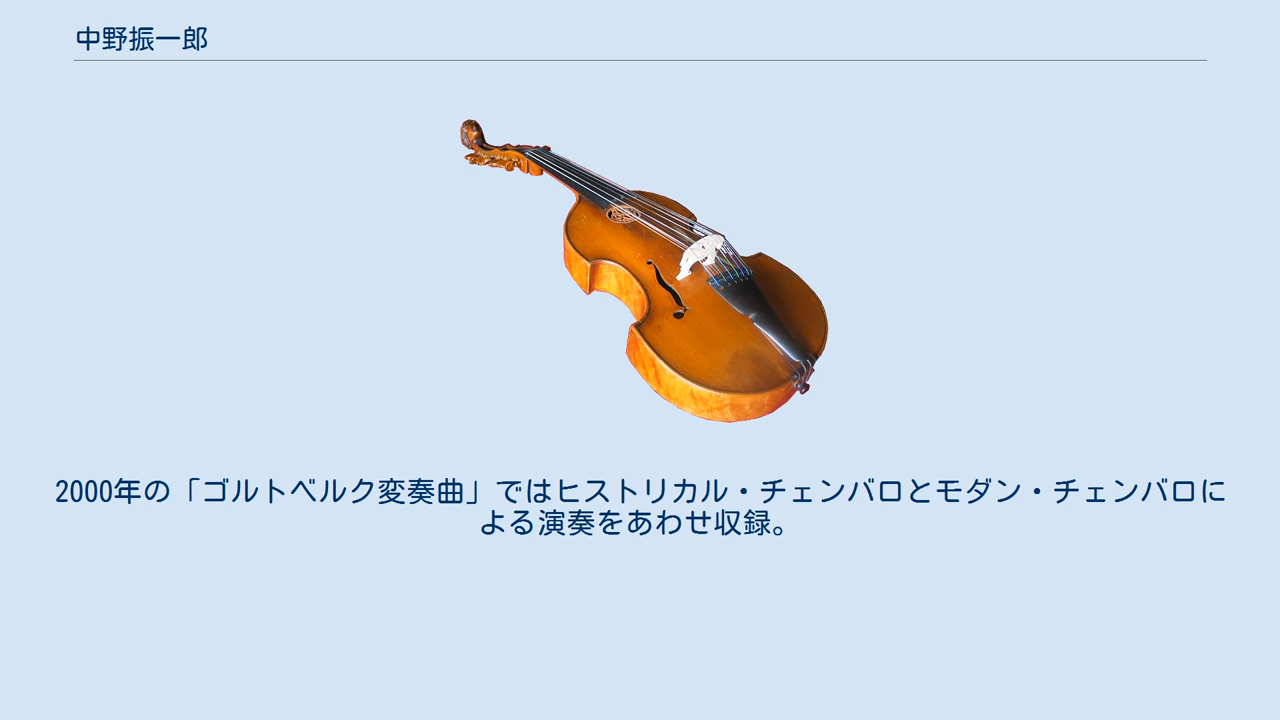 中野振一郎
2000年の「ゴルトベルク変奏曲」ではヒストリカル・チェンバロとモダン・チェンバロに
よる演奏をあわせ収録。